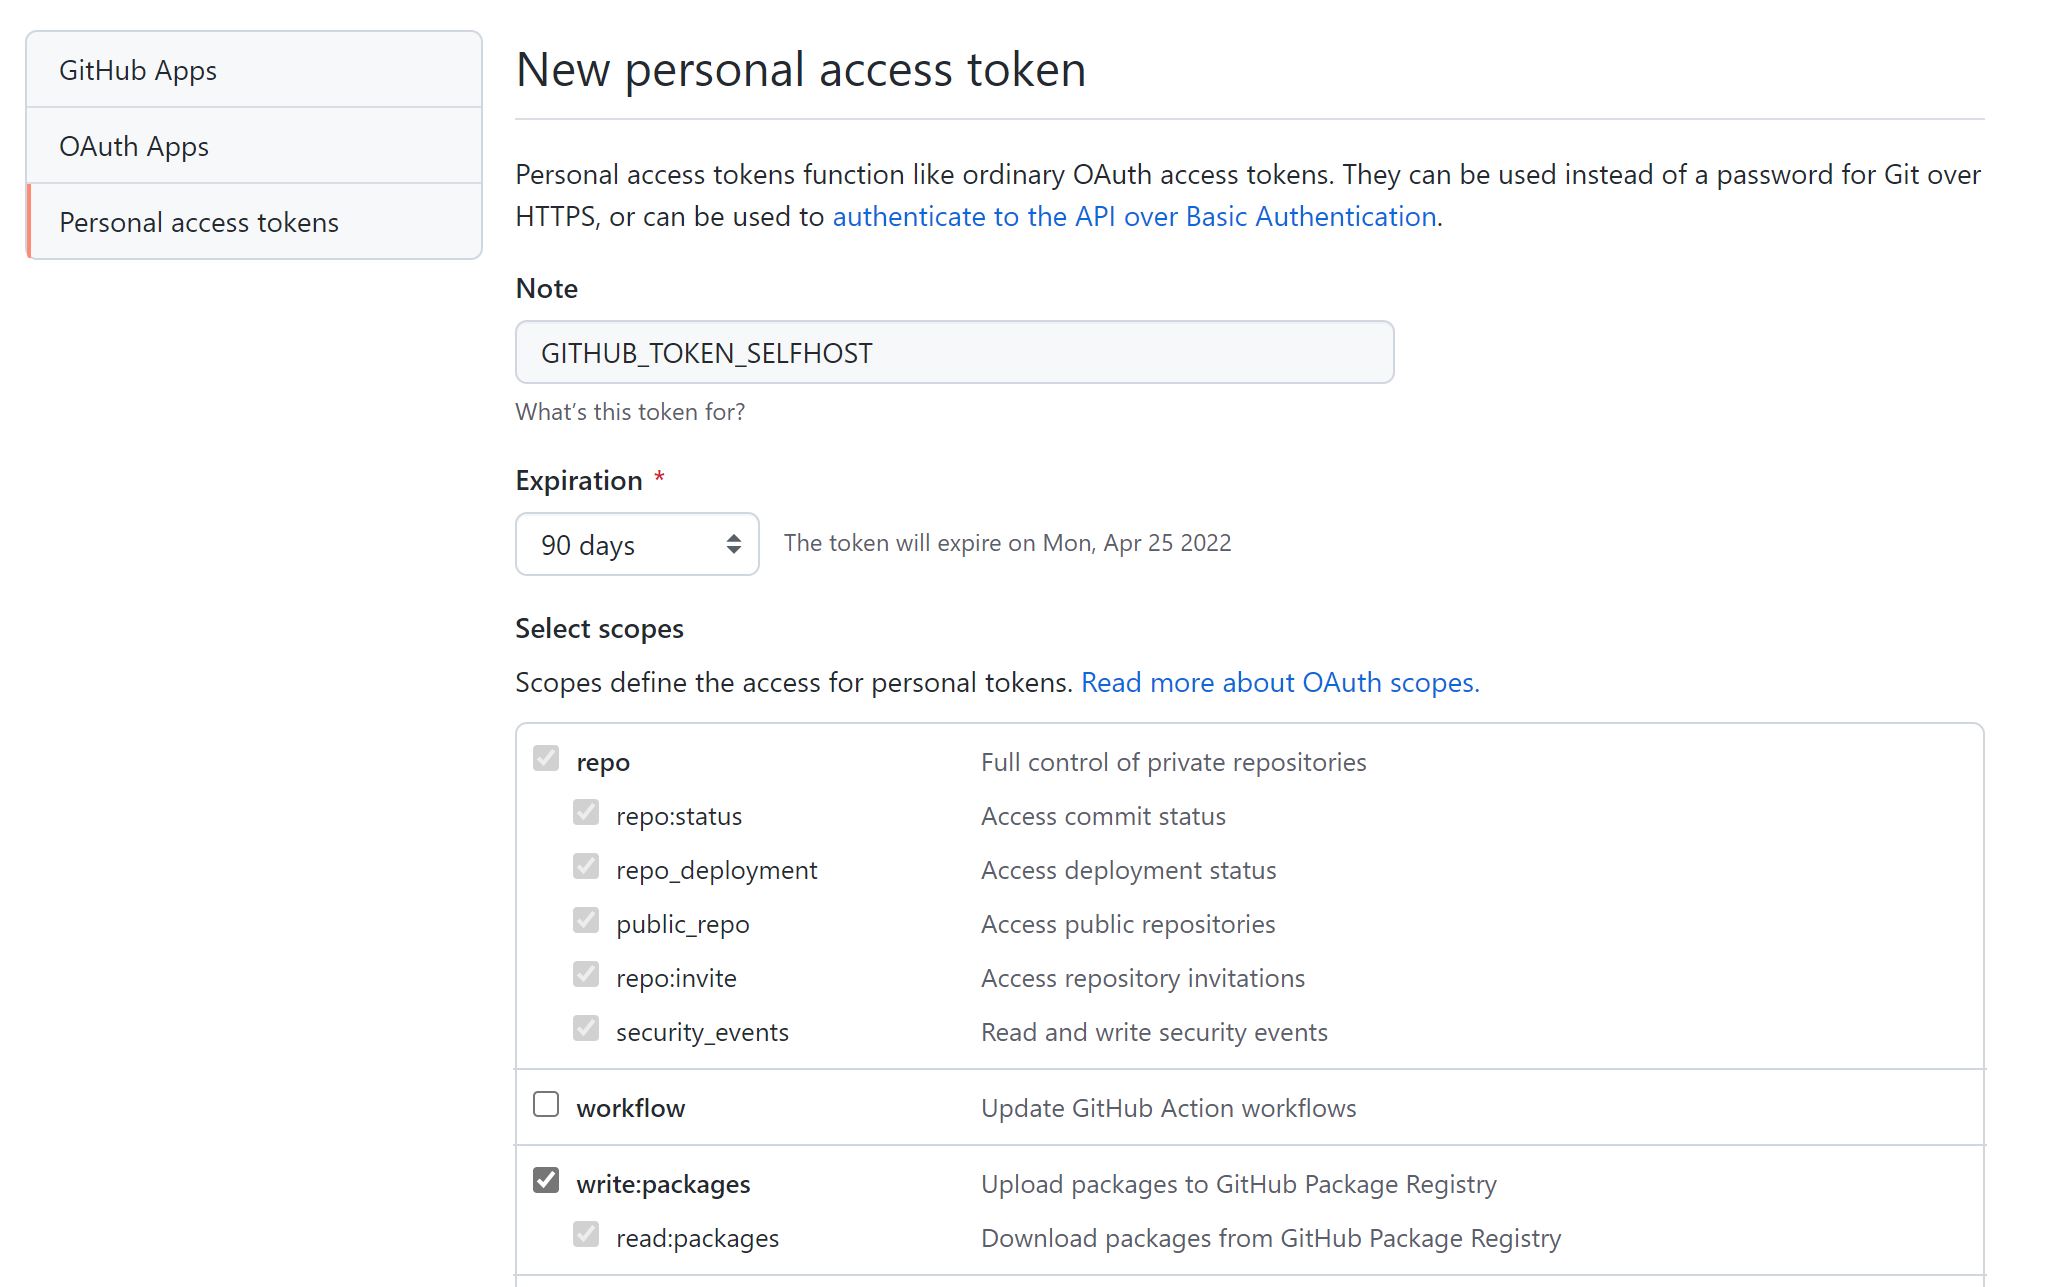 GitHub Apps
OAuth Apps
Personal access tokens
New personal access token
Personal access tokens function like ordinary OAuth access tokens. They can be used instead of a password for Git over
HTTPS, or can be used to authenticate to the API over Basic Authentication.
Note
GITHUB_TOKEN_SELFHOST
What's this token for?
Expiration *
90 days The token will expire on Mon, Apr 25 2022
Select scopes
Scopes define the access for personal tokens. Read more about OAuth scopes.
repo Full control of private repositories
repo:status Access commit status
repo_deployment Access deployment status
public_repo Access public repositories
repo:invite Access repository invitations
security_events Read and write security events
workflow Update GitHub Action workflows
write:packages Upload packages to GitHub Package Registry
read:packages Download packages from GitHub Package Registry